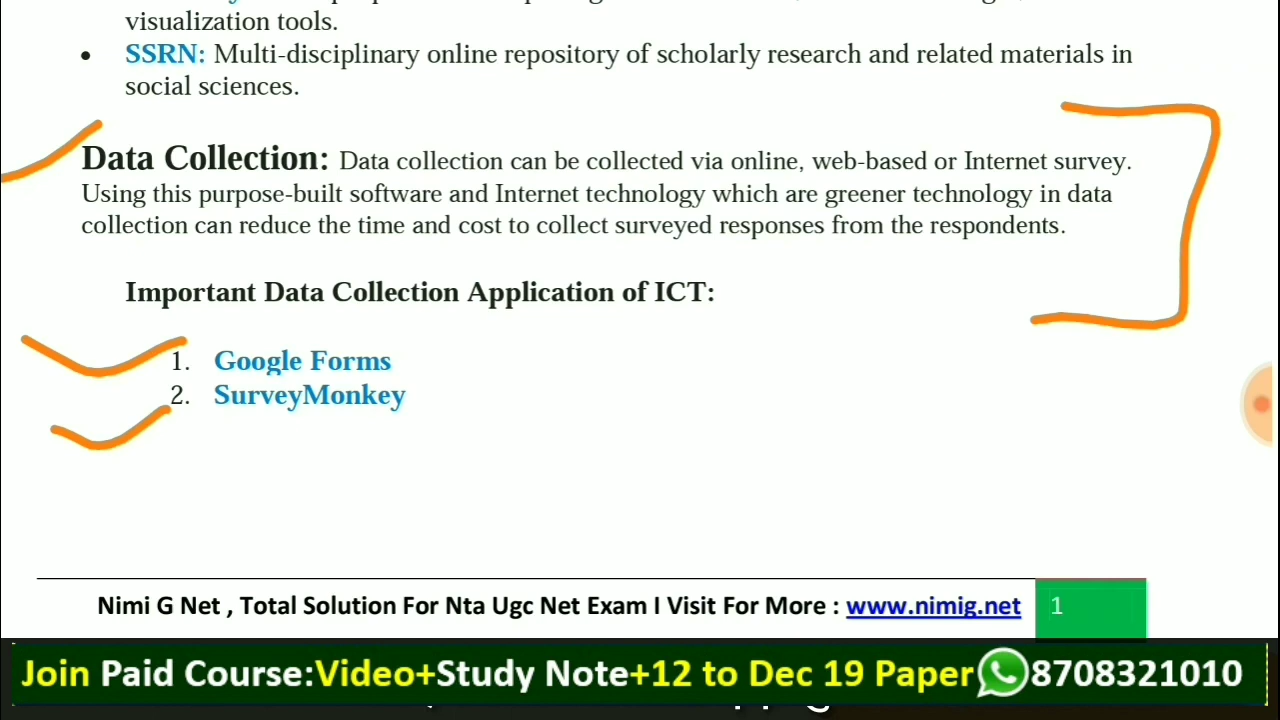 visualization tools.
• SSRN: Multi-disciplinary online repository of scholarly research and related materials in
social sciences.
Data Collection: Data collection can be collected via online, web-based or Internet survey.
Using this purpose-built software and Internet technology which are greener technology in data
collection can reduce the time and cost to collect surveyed responses from the respondents.
Important Data Collection Application of ICT:
1. Google Forms
2. SurveyMonkey
Nimi G Net , Total Solution For Nta Ugc Net Exam I Visit For More : www.nimig.net 1
Join Paid Course:Video+Study Note+12 to Dec 19 Paper 8708321010